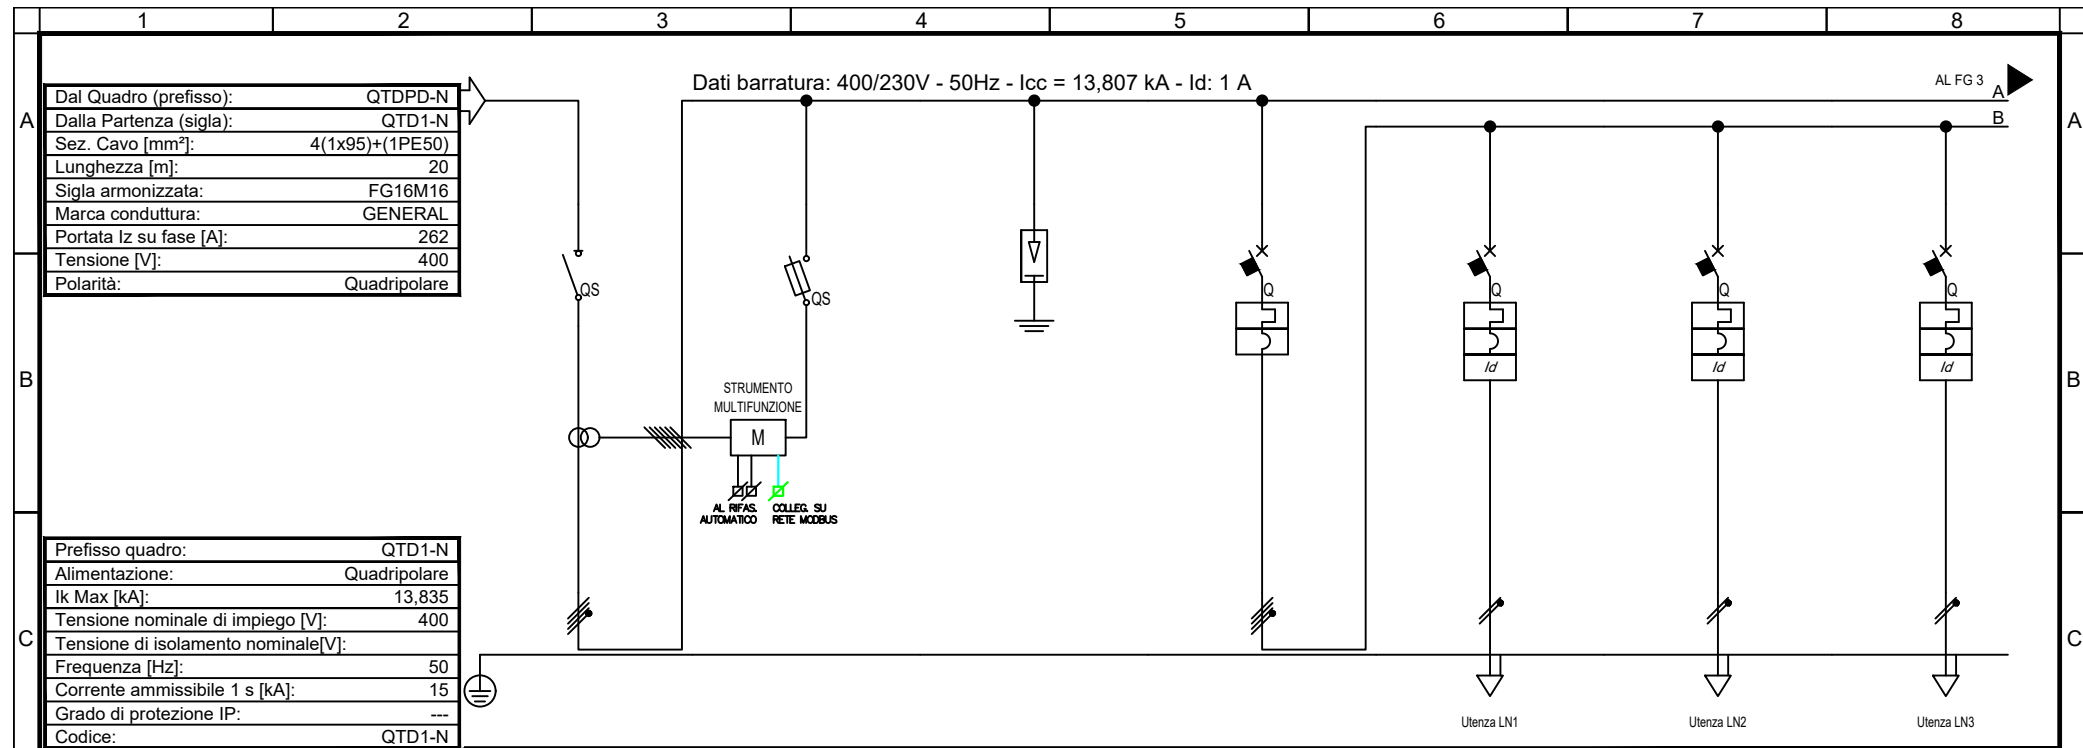 1 2 3 4 5 6 7 8
Dati barratura: 400/230V - 50Hz - Icc = 13,807 kA - Id: 1 A
AL FG 3
A
B
A A
Dal Quadro (prefisso): QTDPD-N
Dalla Partenza (sigla): QTD1-N
Sez. Cavo [mm²]: 4(1x95)+(1PE50)
Lunghezza [m]: 20
Sigla armonizzata: FG16M16
Marca conduttura: GENERAL
Portata Iz su fase [A]: 262
Tensione [V]: 400
Polarità: Quadripolare
QS QS Q Q Q Q
Id Id Id
B B
STRUMENTO
MULTIFUNZIONE
M
AL RIFAS.
AUTOMATICO
COLLEG. SU
RETE MODBUS
Prefisso quadro: QTD1-N
Alimentazione: Quadripolare
Ik Max [kA]: 13,835
Tensione nominale di impiego [V]: 400
Tensione di isolamento nominale[V]:
Frequenza [Hz]: 50
Corrente ammissibile 1 s [kA]: 15
Grado di protezione IP: ---
Codice: QTD1-N
C C
Utenza LN1 Utenza LN2 Utenza LN3